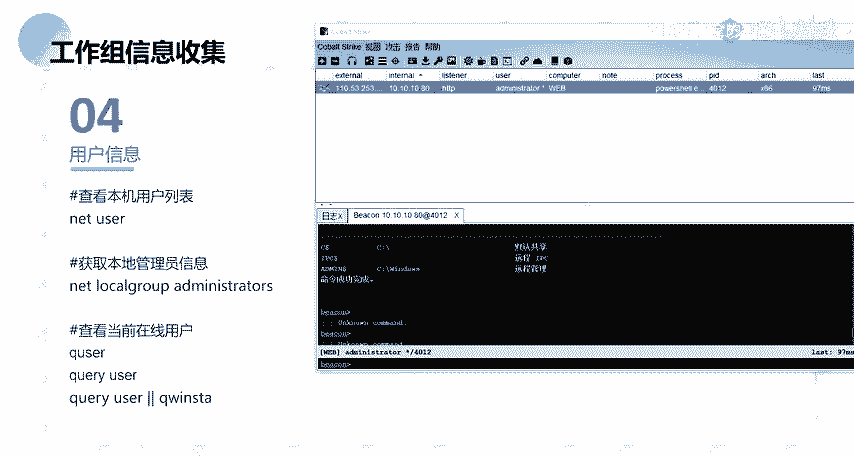 工作组信息收集
04
用户信息
#查看本机用户列表
net user
#获取本地管理员信息
net localgroup administrators
#查看当前在线用户
quser
query user
query user || qwinsta
Cobalt Strike 视图 攻击 报告 帮助
external internal listener user computer note process pid arch last
110.53.253.... 10.10.10.80 http administrator * WEB powershell.e... 4012 x86 97ms
日志X Beacon 10.10.10.80@4012 X
C$ C:\ 默认共享
IPC$ 远程 IPC
ADMIN$ C:\Windows 远程管理
命令成功完成。
beacon>
Unknown command.
beacon>
Unknown command.
[WEB] administrator */4012 last: 97ms
beacon>